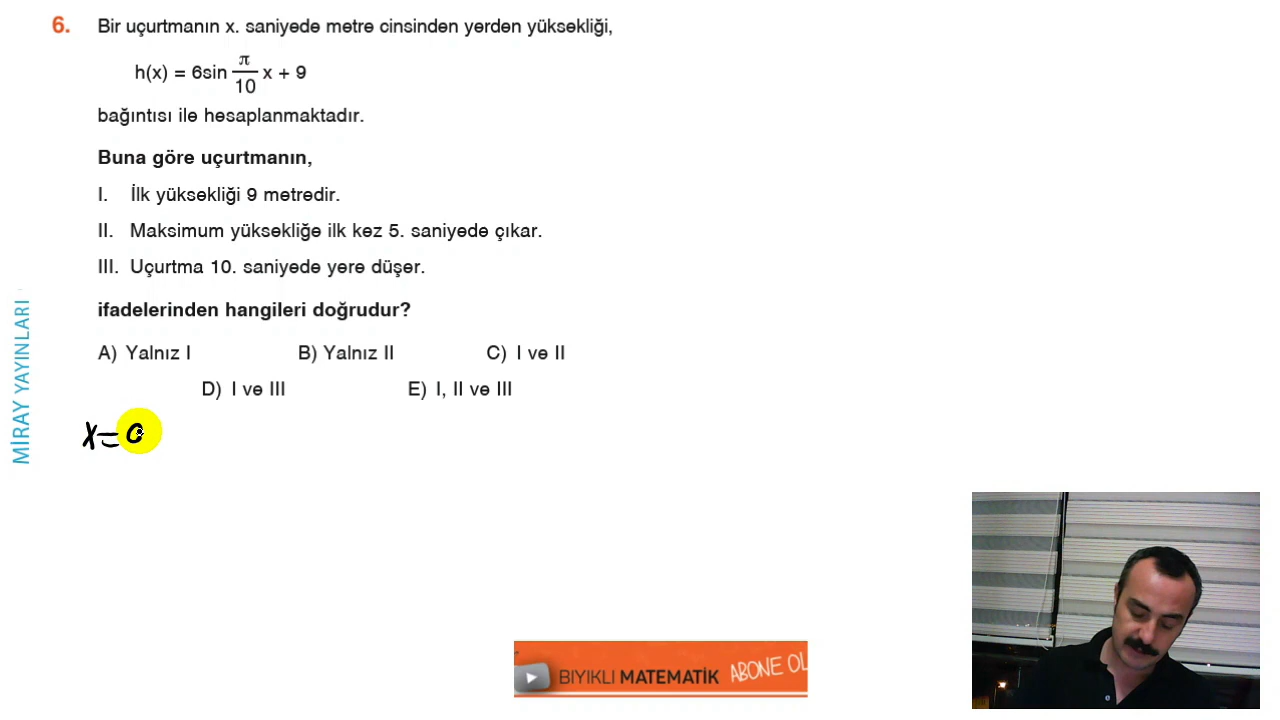 6. Bir uçurtmanın x. saniyede metre cinsinden yerden yüksekliği,
h(x) = 6sin π/10 x + 9
bağıntısı ile hesaplanmaktadır.
Buna göre uçurtmanın,
I. İlk yüksekliği 9 metredir.
II. Maksimum yüksekliğe ilk kez 5. saniyede çıkar.
III. Uçurtma 10. saniyede yere düşer.
ifadelerinden hangileri doğrudur?
A) Yalnız I B) Yalnız II C) I ve II
D) I ve III E) I, II ve III
x=0
MİRAY YAYINLARI
BIYIKLI MATEMATİK ABONE OL